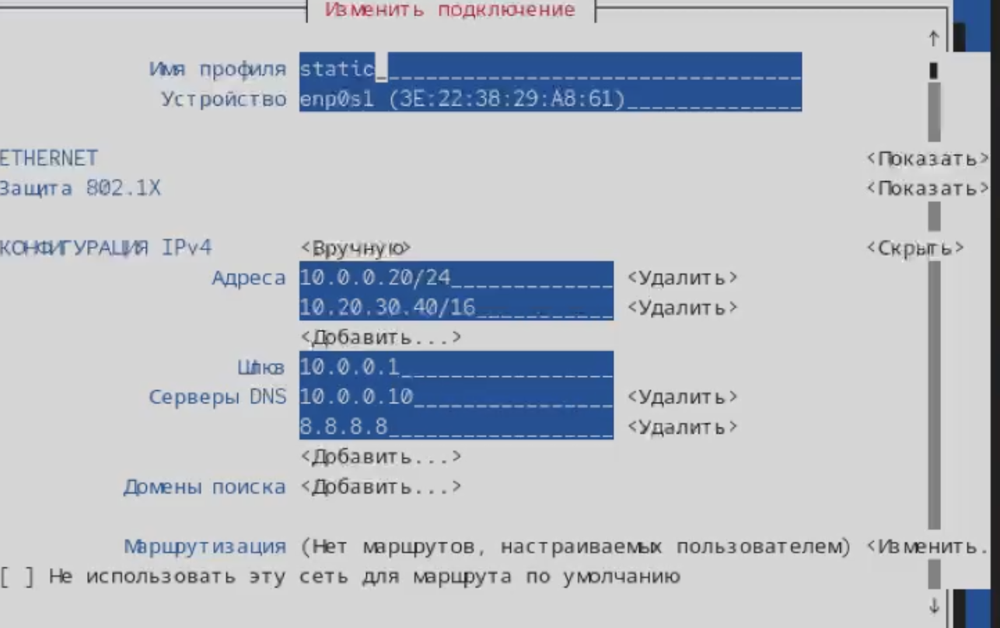 Изменить подключение
Имя профиля static
Устройство enp0s1 (3E:22:38:29:A8:61)
ETHERNET <Показать>
Защита 802.1X <Показать>
КОНФИГУРАЦИЯ IPv4 <Вручную> <Скрыть>
Адреса 10.0.0.20/24 <Удалить>
10.20.30.40/16 <Удалить>
<Добавить...>
Шлюз 10.0.0.1
Серверы DNS 10.0.0.10 <Удалить>
8.8.8.8 <Удалить>
<Добавить...>
Домены поиска <Добавить...>
Маршрутизация (Нет маршрутов, настраиваемых пользователем) <Изменить.
[ ] Не использовать эту сеть для маршрута по умолчанию